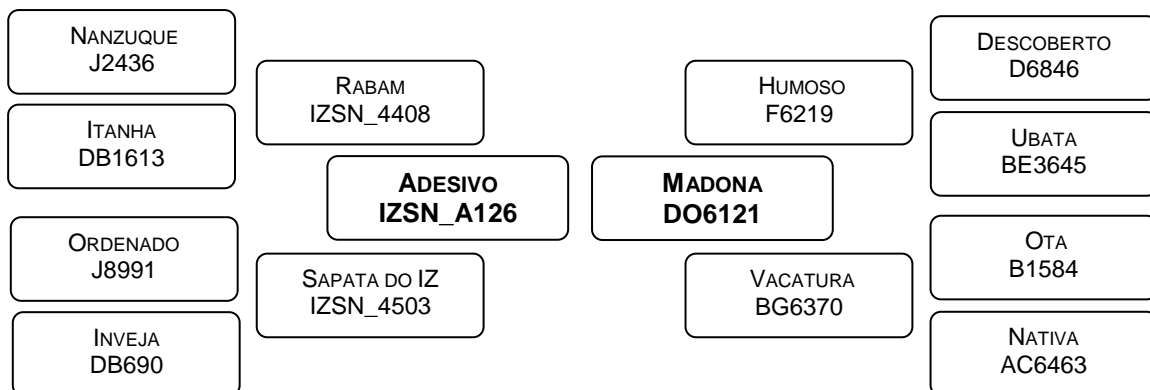 NANZUQUE
J2436
ITANHA
DB1613
ORDENADO
J8991
INVEJA
DB690
RABAM
IZSN_4408
SAPATA DO IZ
IZSN_4503
ADESIVO
IZSN_A126
MADONA
DO6121
HUMOSO
F6219
VACATURA
BG6370
DESCOBERTO
D6846
UBATA
BE3645
OTA
B1584
NATIVA
AC6463